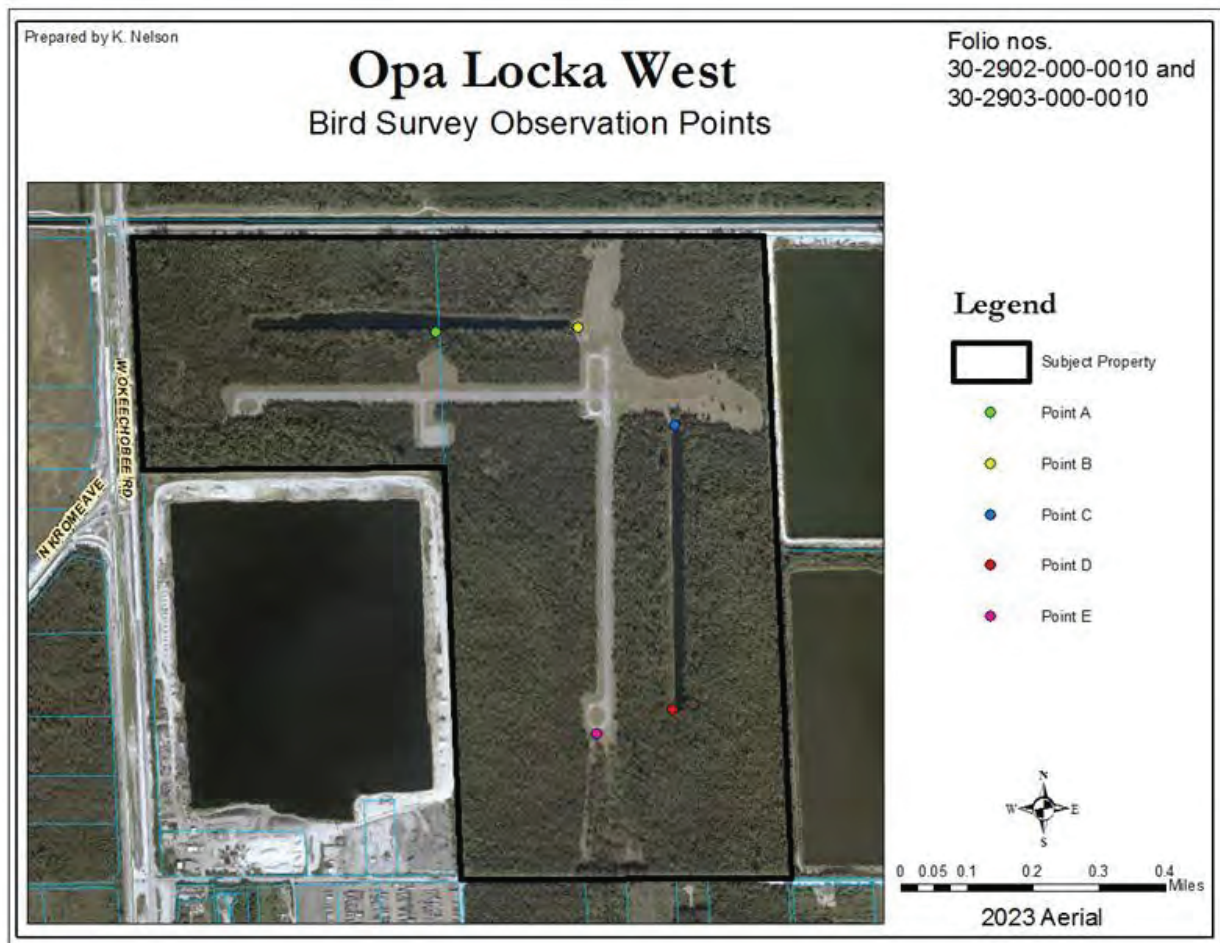 Prepared by K. Nelson
Opa Locka West
Bird Survey Observation Points
Folio nos.
30-2902-000-0010 and
30-2903-000-0010
W OKEECHOBEE RD
N KROME AVE
Legend
Subject Property
Point A
Point B
Point C
Point D
Point E
N
W E
S
0 0.05 0.1 0.2 0.3 0.4
Miles
2023 Aerial